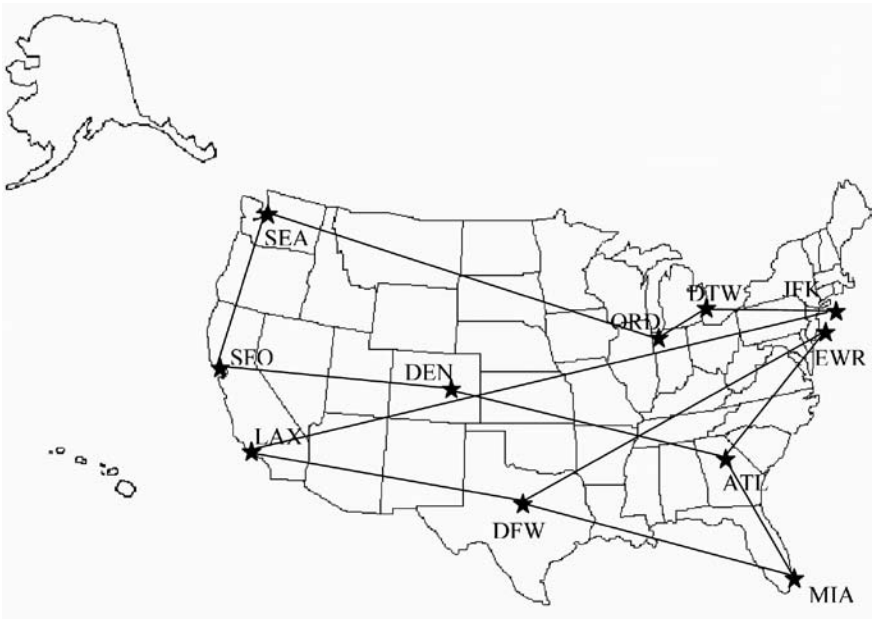 SEA
DTW
JFK
ORD
EWR
SFO
DEN
LAX
ATL
DFW
MIA